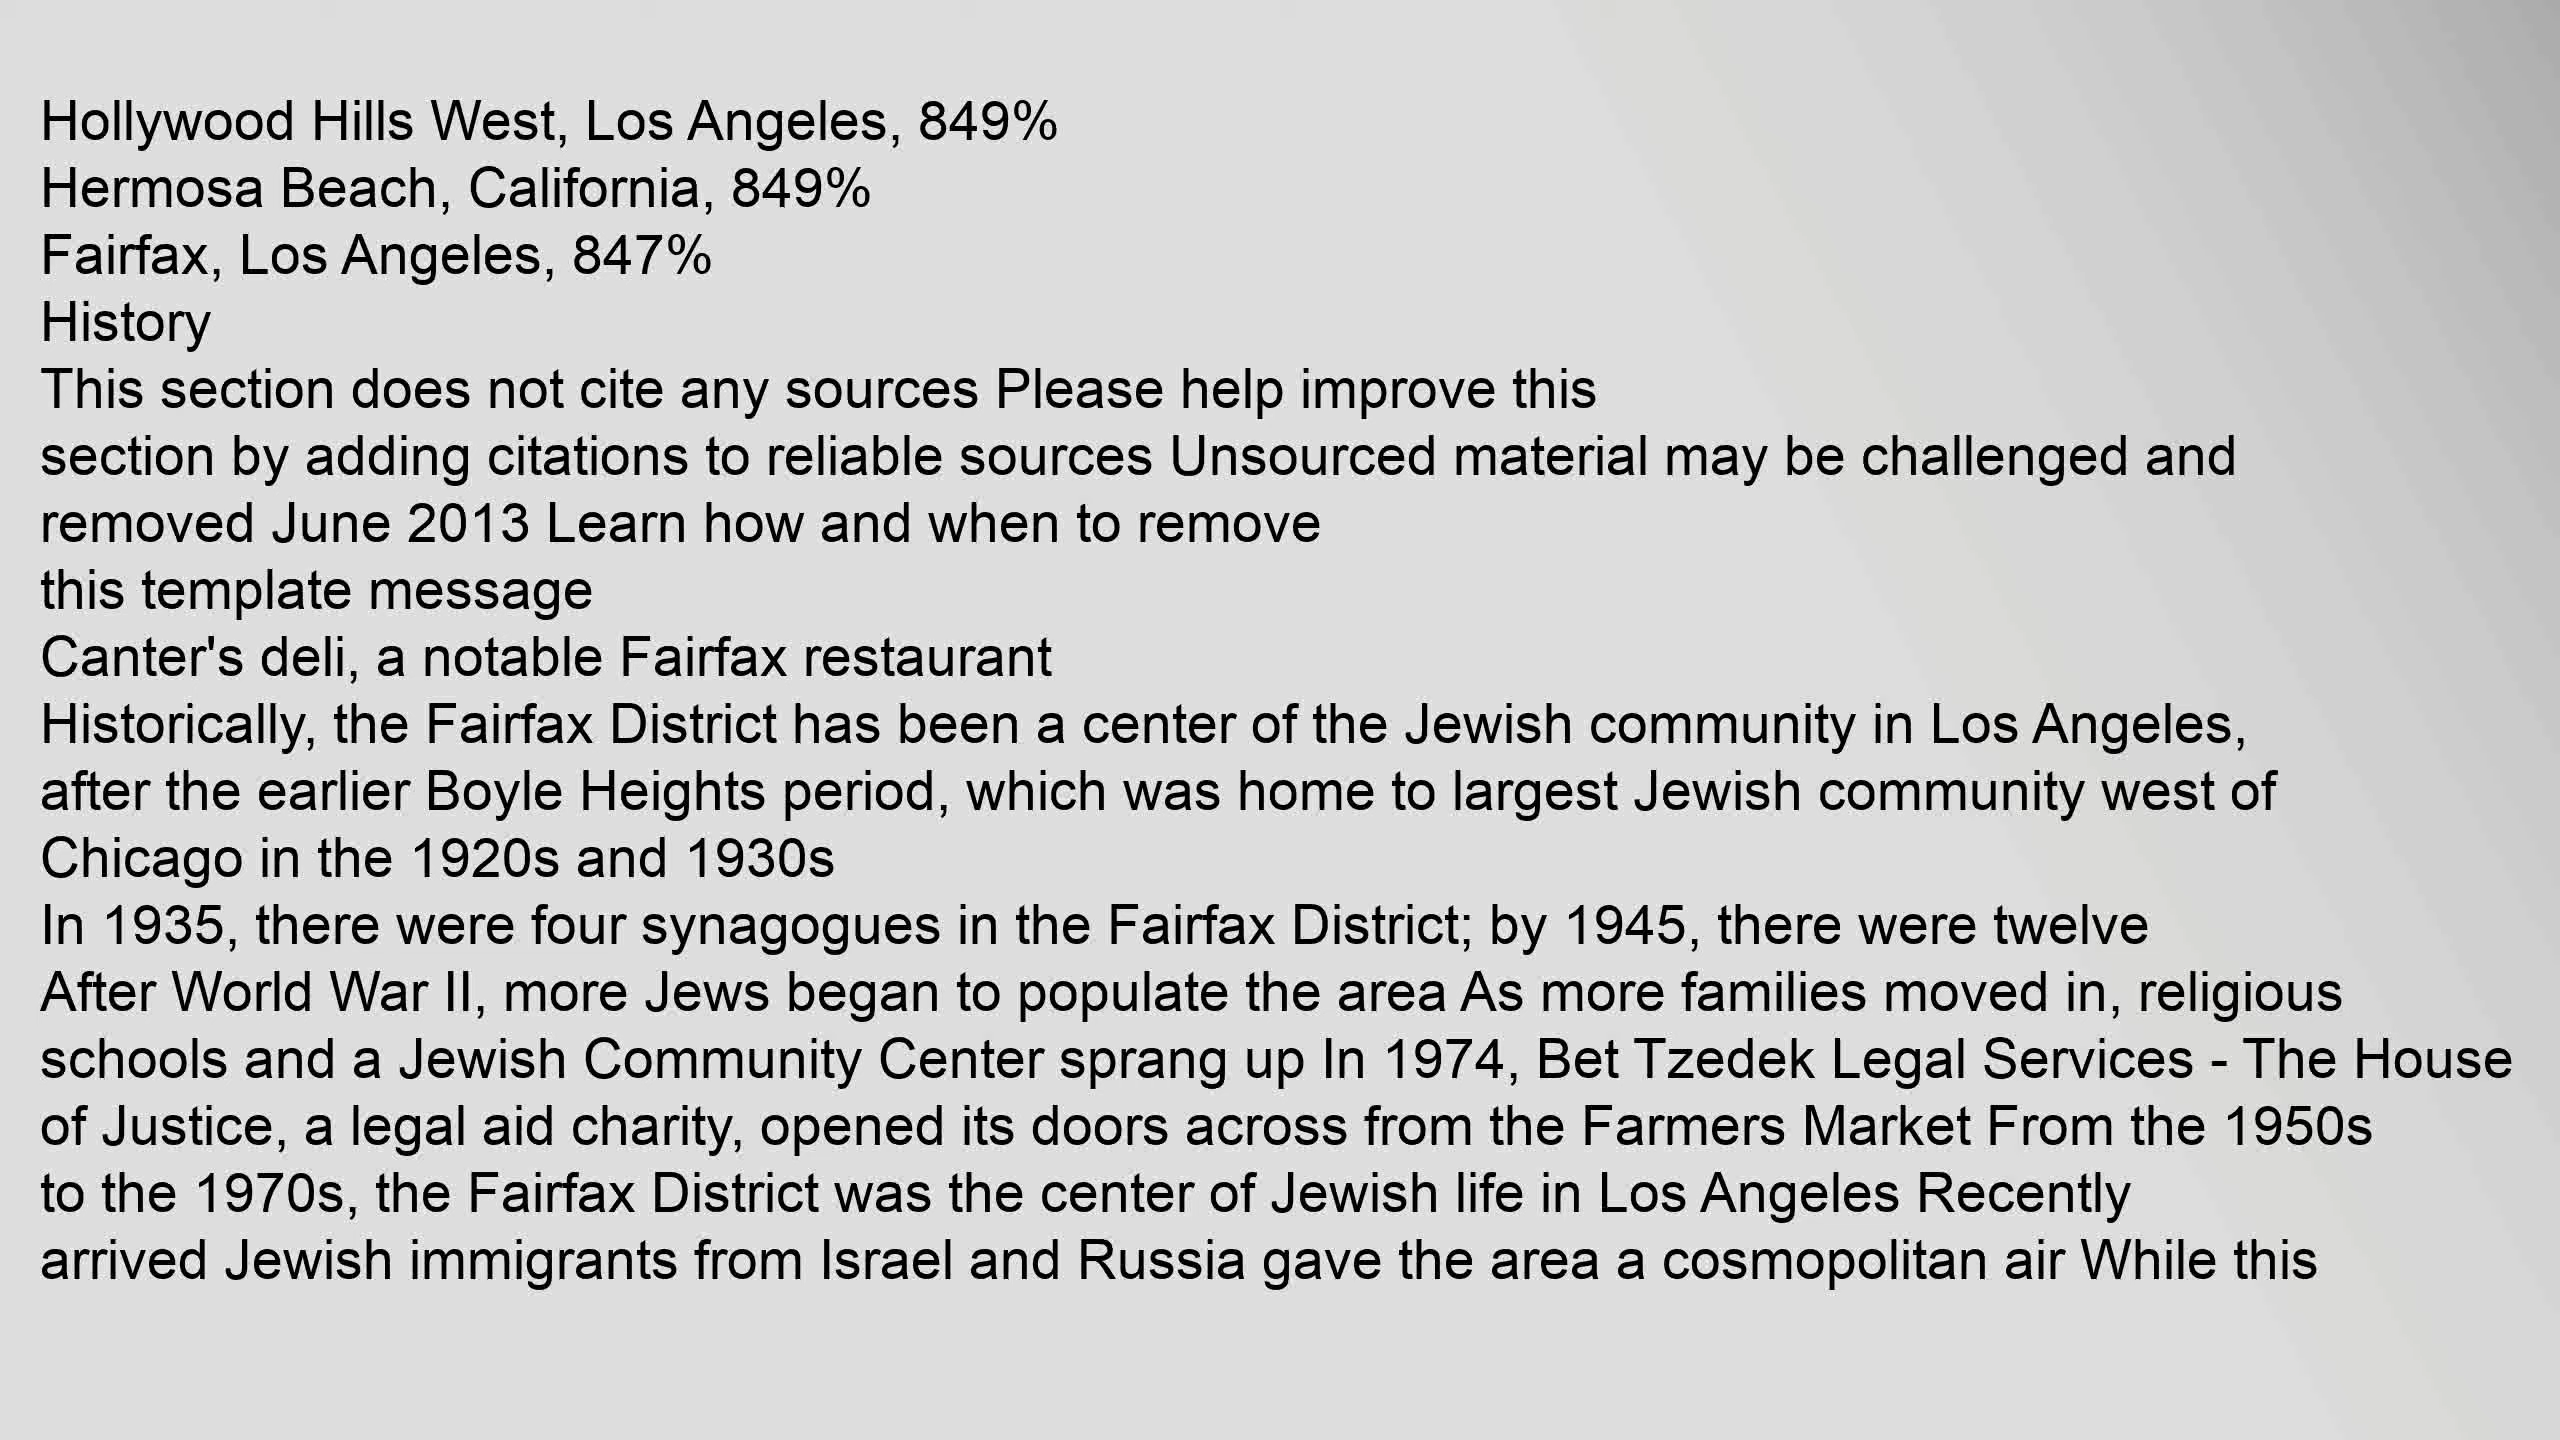 Hollywood Hills West, Los Angeles, 849%
Hermosa Beach, California, 849%
Fairfax, Los Angeles, 847%
History
This section does not cite any sources Please help improve this
section by adding citations to reliable sources Unsourced material may be challenged and
removed June 2013 Learn how and when to remove
this template message
Canter's deli, a notable Fairfax restaurant
Historically, the Fairfax District has been a center of the Jewish community in Los Angeles,
after the earlier Boyle Heights period, which was home to largest Jewish community west of
Chicago in the 1920s and 1930s
In 1935, there were four synagogues in the Fairfax District; by 1945, there were twelve
After World War II, more Jews began to populate the area As more families moved in, religious
schools and a Jewish Community Center sprang up In 1974, Bet Tzedek Legal Services - The House
of Justice, a legal aid charity, opened its doors across from the Farmers Market From the 1950s
to the 1970s, the Fairfax District was the center of Jewish life in Los Angeles Recently
arrived Jewish immigrants from Israel and Russia gave the area a cosmopolitan air While this